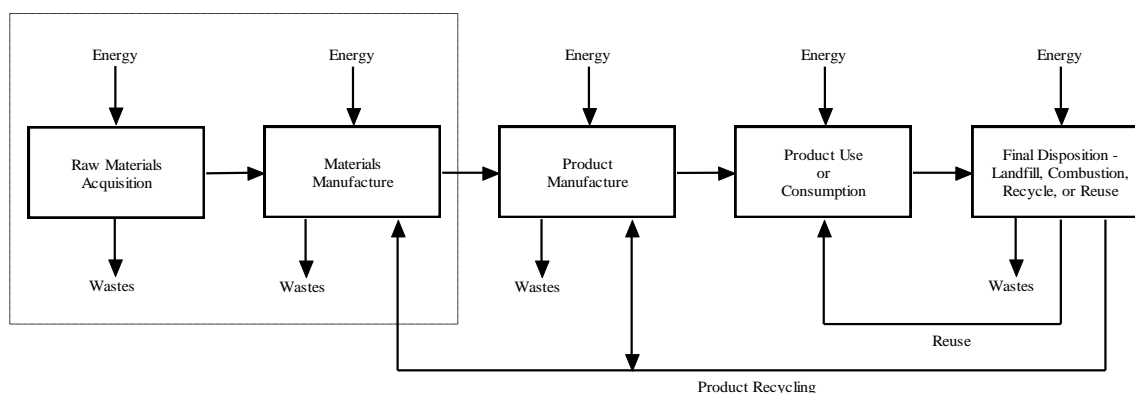 Energy
Energy
Energy
Energy
Energy
Raw Materials
Acquisition
Materials
Manufacture
Product
Manufacture
Product Use
or
Consumption
Final Disposition -
Landfill, Combustion,
Recycle, or Reuse
Wastes
Wastes
Wastes
Wastes
Reuse
Product Recycling